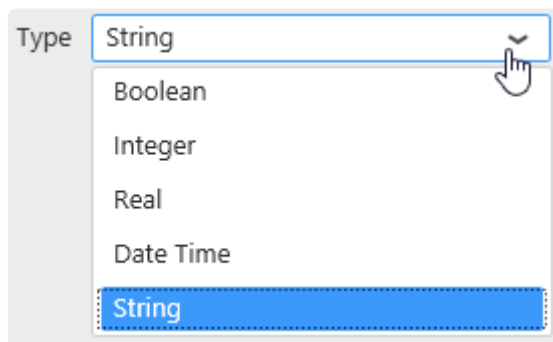 Type String
Boolean
Integer
Real
Date Time
String